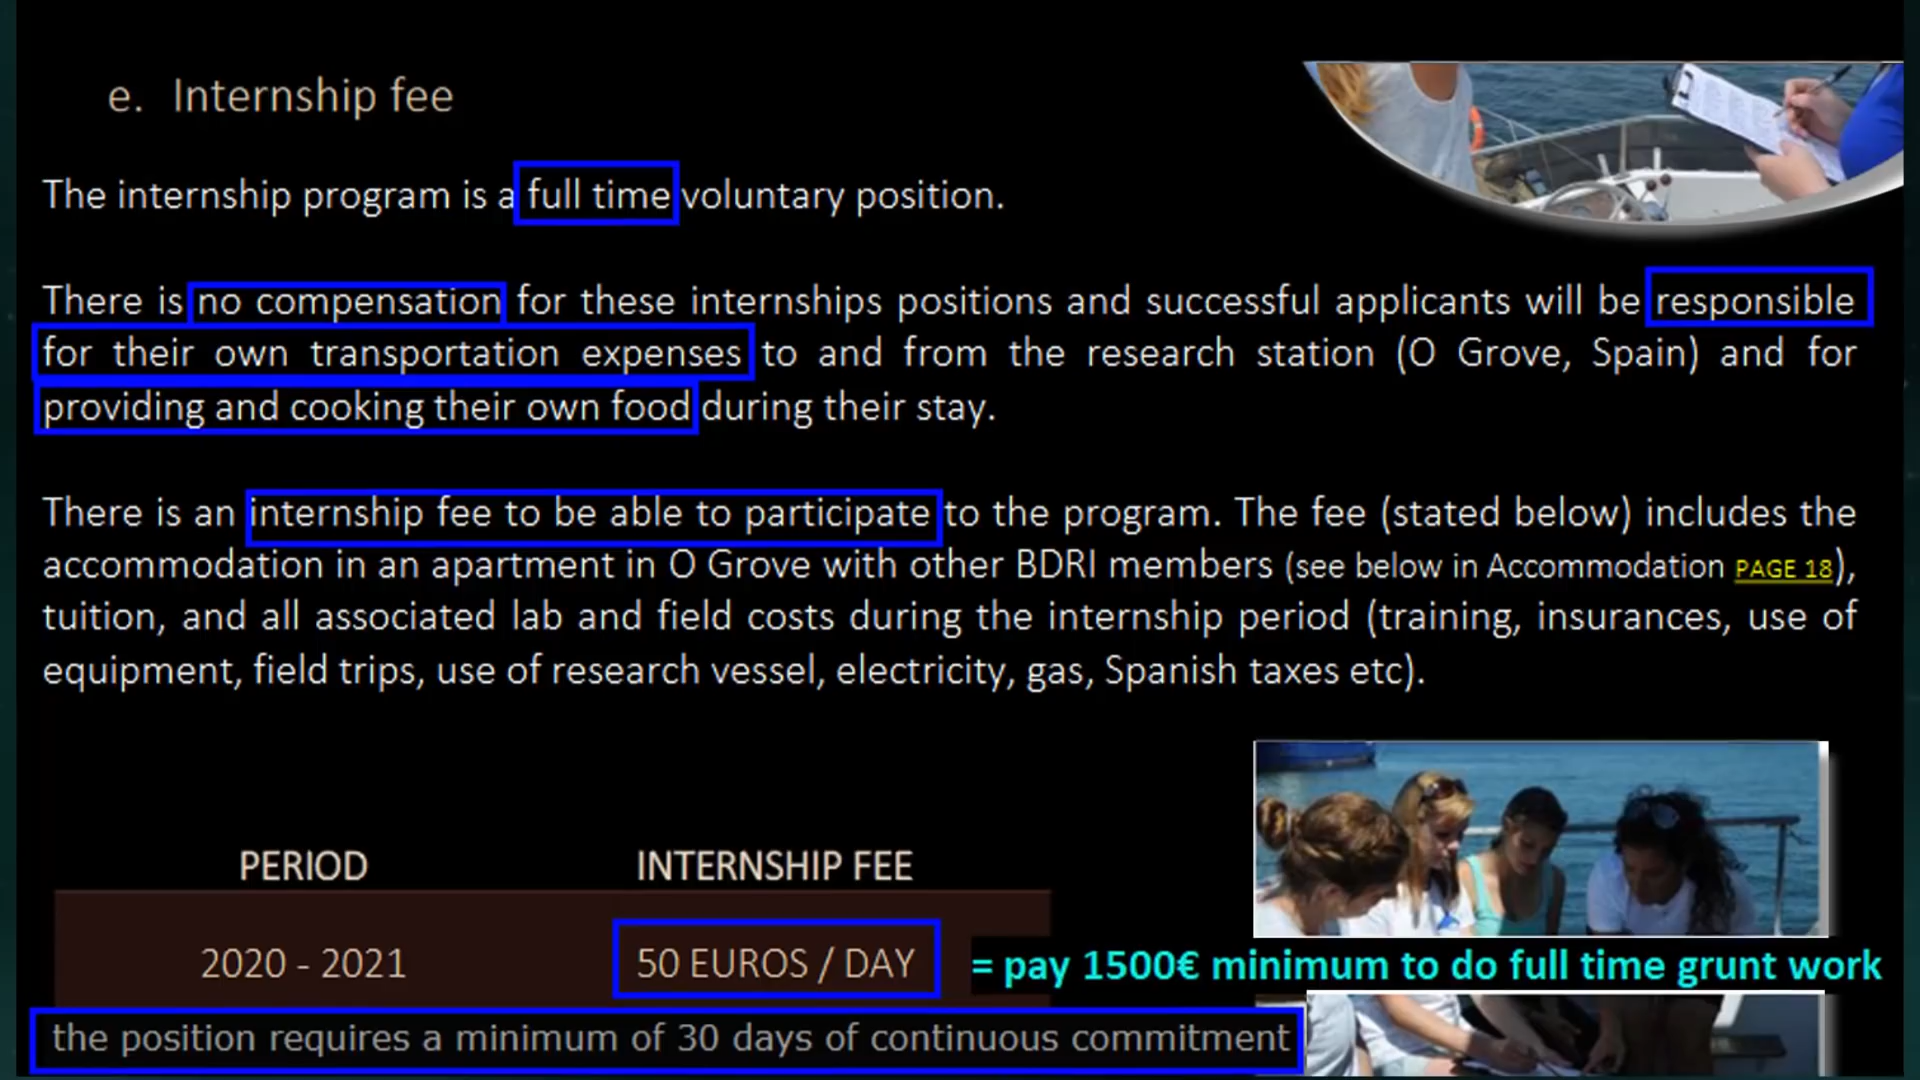 e. Internship fee
The internship program is a full time voluntary position.
There is no compensation for these internships positions and successful applicants will be responsible
for their own transportation expenses to and from the research station (O Grove, Spain) and for
providing and cooking their own food during their stay.
There is an internship fee to be able to participate to the program. The fee (stated below) includes the
accommodation in an apartment in O Grove with other BDRI members (see below in Accommodation PAGE 18),
tuition, and all associated lab and field costs during the internship period (training, insurances, use of
equipment, field trips, use of research vessel, electricity, gas, Spanish taxes etc).
PERIOD INTERNSHIP FEE
2020 - 2021 50 EUROS / DAY = pay 1500€ minimum to do full time grunt work
the position requires a minimum of 30 days of continuous commitment